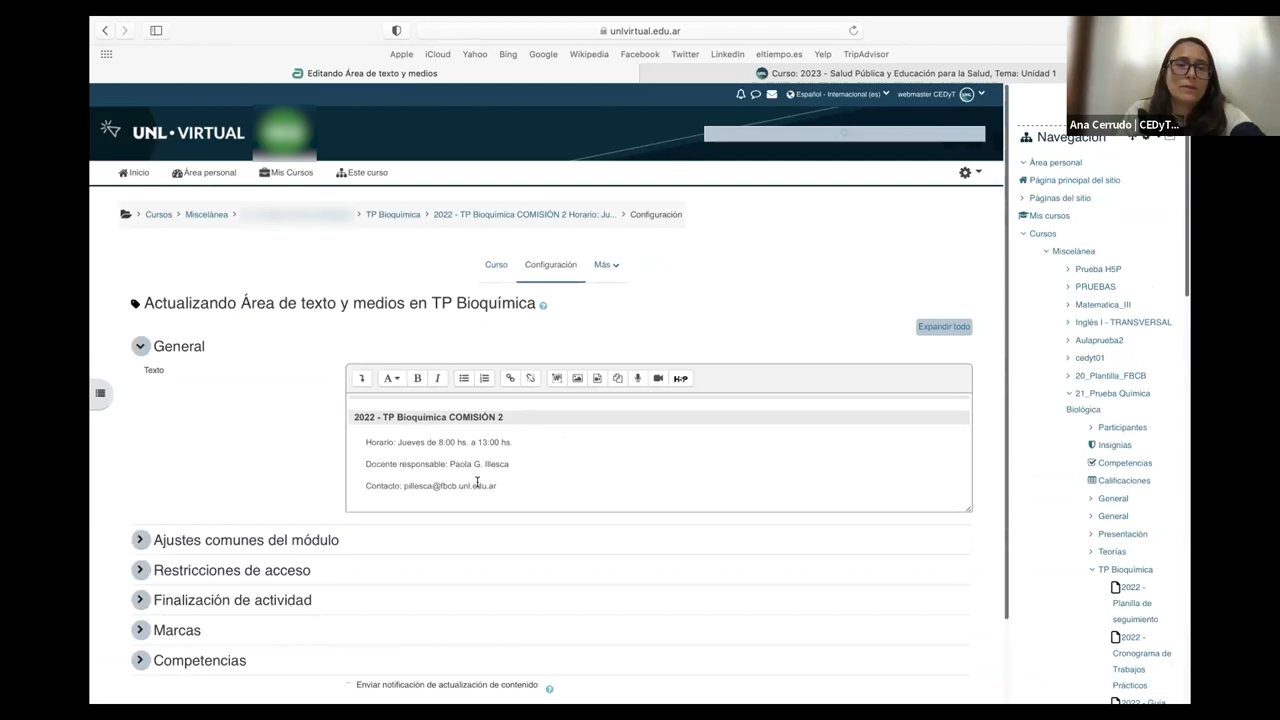 unlvirtual.edu.ar
Apple iCloud Yahoo Bing Google Wikipedia Facebook Twitter LinkedIn eltiempo.es Yelp TripAdvisor
Editando Área de texto y medios
Curso: 2023 - Salud Pública y Educación para la Salud, Tema: Unidad 1
Ana Cerrudo | CEDyT...
Español - Internacional (es)
webmaster CEDyT
UNL
UNL • VIRTUAL
Inicio
Área personal
Mis Cursos
Este curso
Cursos > Miscelánea > > TP Bioquímica > 2022 - TP Bioquímica COMISIÓN 2 Horario: Ju... > Configuración
Curso
Configuración
Más
Actualizando Área de texto y medios en TP Bioquímica
Expandir todo
General
Texto
A B I
H5P
2022 - TP Bioquímica COMISIÓN 2
Horario: Jueves de 8:00 hs. a 13:00 hs.
Docente responsable: Paola G. Illesca
Contacto: pillesca@fbcb.unl.edu.ar
Ajustes comunes del módulo
Restricciones de acceso
Finalización de actividad
Marcas
Competencias
Enviar notificación de actualización de contenido
Navegación
Área personal
Página principal del sitio
Páginas del sitio
Mis cursos
Cursos
Miscelánea
Prueba H5P
PRUEBAS
Matematica_III
Inglés I - TRANSVERSAL
Aulaprueba2
cedyt01
20_Plantilla_FBCB
21_Prueba Química
Biológica
Participantes
Insignias
Competencias
Calificaciones
General
General
Presentación
Teorías
TP Bioquímica
2022 -
Planilla de
seguimiento
2022 -
Cronograma de
Trabajos
Prácticos
2022 - Guía